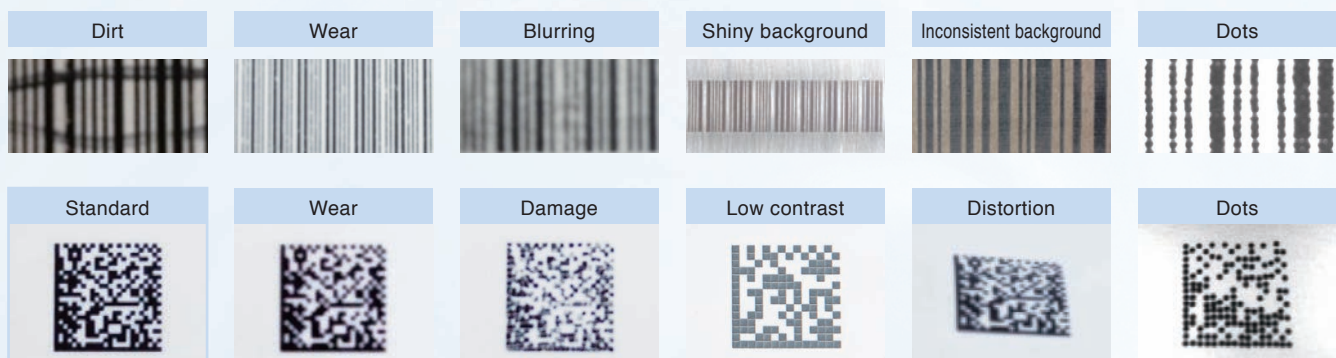 Dirt
Wear
Blurring
Shiny background
Inconsistent background
Dots
Standard
Wear
Damage
Low contrast
Distortion
Dots